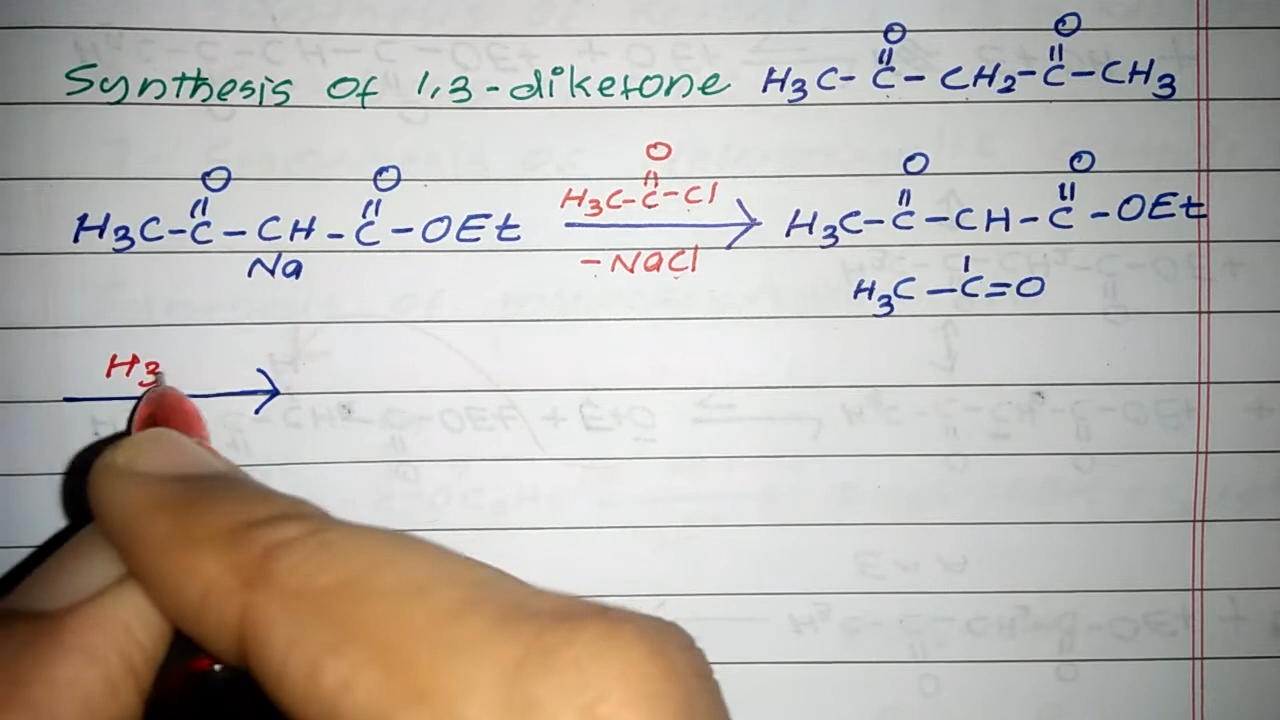 Synthesis of 1,3-diketone H3C-C-CH2-C-CH3
O O
H3C-C-CH-C-OEt
O O
Na
H3C-C-Cl
O
-NaCl
H3C-C-CH-C-OEt
O O
H3C-C=O
H3